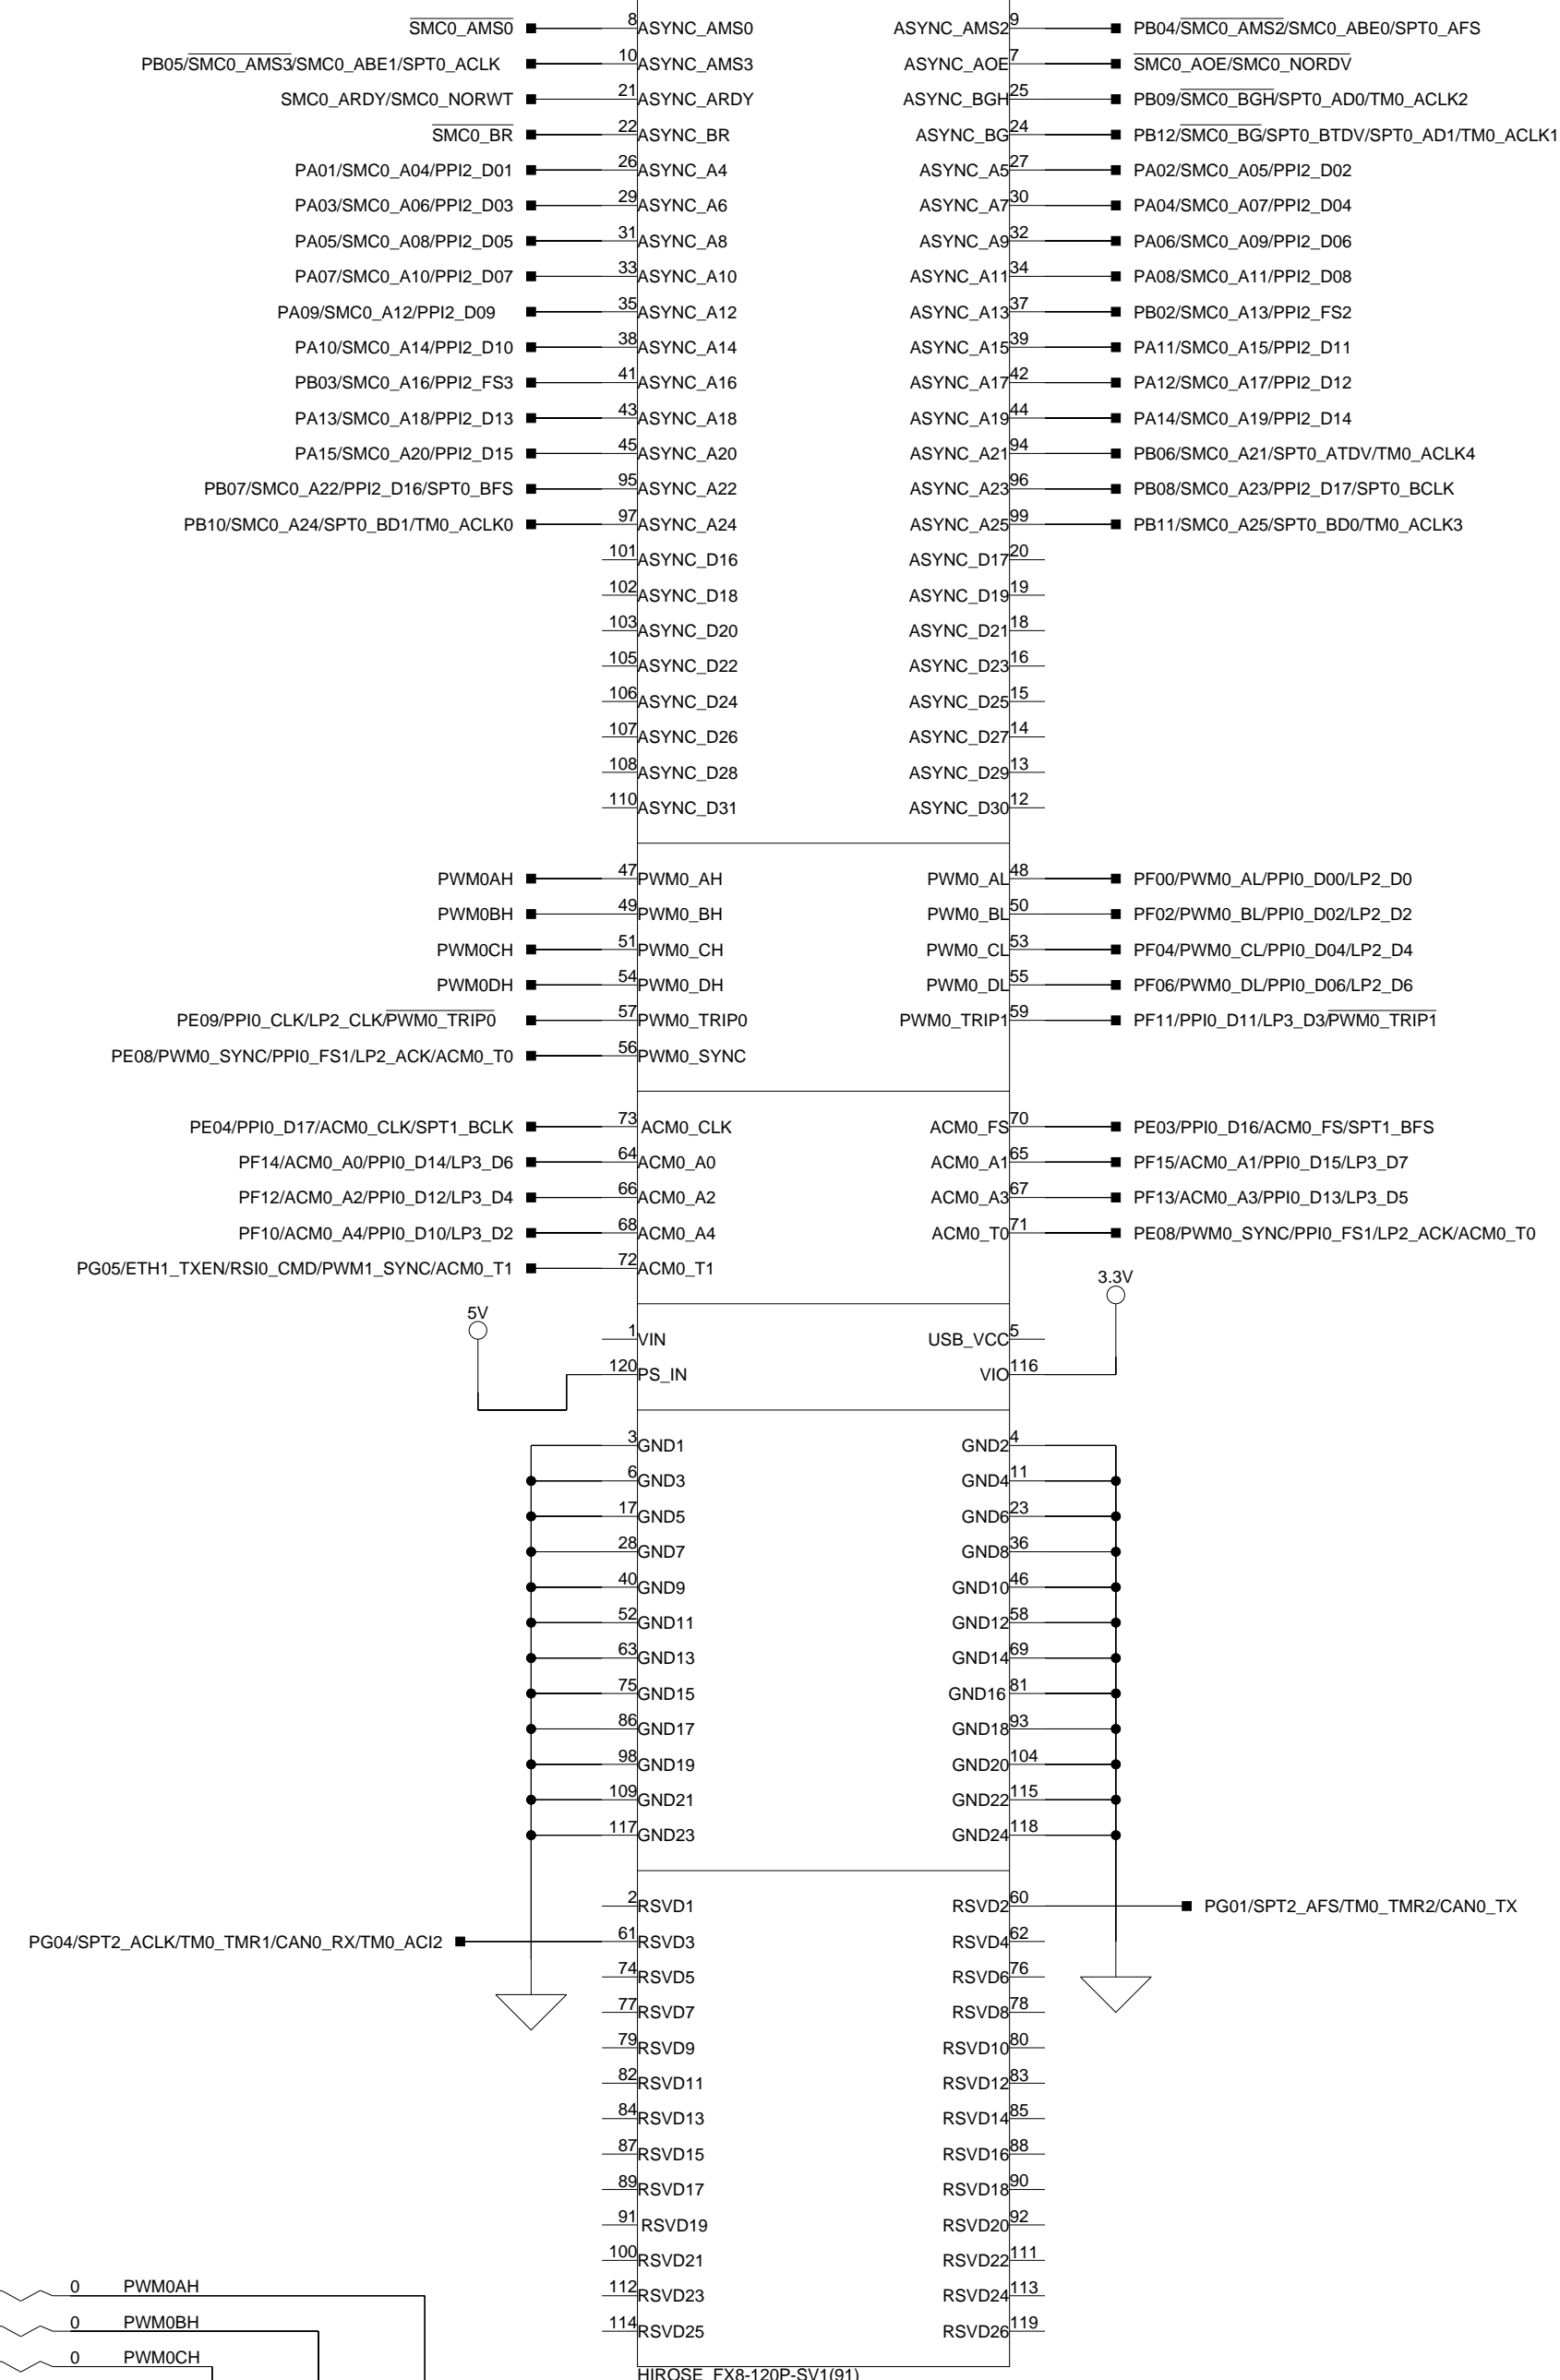 SMC0_AMS0 8 ASYNC_AMS0 ASYNC_AMS2 9 PB04/SMC0_AMS2/SMC0_ABE0/SPT0_AFS
PB05/SMC0_AMS3/SMC0_ABE1/SPT0_ACLK 10 ASYNC_AMS3 ASYNC_AOE 7 SMC0_AOE/SMC0_NORDV
SMC0_ARDY/SMC0_NORWT 21 ASYNC_ARDY ASYNC_BGH 25 PB09/SMC0_BGH/SPT0_AD0/TM0_ACLK2
SMC0_BR 22 ASYNC_BR ASYNC_BG 24 PB12/SMC0_BG/SPT0_BTDV/SPT0_AD1/TM0_ACLK1
PA01/SMC0_A04/PPI2_D01 26 ASYNC_A4 ASYNC_A5 27 PA02/SMC0_A05/PPI2_D02
PA03/SMC0_A06/PPI2_D03 29 ASYNC_A6 ASYNC_A7 30 PA04/SMC0_A07/PPI2_D04
PA05/SMC0_A08/PPI2_D05 31 ASYNC_A8 ASYNC_A9 32 PA06/SMC0_A09/PPI2_D06
PA07/SMC0_A10/PPI2_D07 33 ASYNC_A10 ASYNC_A11 34 PA08/SMC0_A11/PPI2_D08
PA09/SMC0_A12/PPI2_D09 35 ASYNC_A12 ASYNC_A13 37 PB02/SMC0_A13/PPI2_FS2
PA10/SMC0_A14/PPI2_D10 38 ASYNC_A14 ASYNC_A15 39 PA11/SMC0_A15/PPI2_D11
PB03/SMC0_A16/PPI2_FS3 41 ASYNC_A16 ASYNC_A17 42 PA12/SMC0_A17/PPI2_D12
PA13/SMC0_A18/PPI2_D13 43 ASYNC_A18 ASYNC_A19 44 PA14/SMC0_A19/PPI2_D14
PA15/SMC0_A20/PPI2_D15 45 ASYNC_A20 ASYNC_A21 94 PB06/SMC0_A21/SPT0_ATDV/TM0_ACLK4
PB07/SMC0_A22/PPI2_D16/SPT0_BFS 95 ASYNC_A22 ASYNC_A23 96 PB08/SMC0_A23/PPI2_D17/SPT0_BCLK
PB10/SMC0_A24/SPT0_BD1/TM0_ACLK0 97 ASYNC_A24 ASYNC_A25 99 PB11/SMC0_A25/SPT0_BD0/TM0_ACLK3
101 ASYNC_D16 ASYNC_D17 20
102 ASYNC_D18 ASYNC_D19 19
103 ASYNC_D20 ASYNC_D21 18
105 ASYNC_D22 ASYNC_D23 16
106 ASYNC_D24 ASYNC_D25 15
107 ASYNC_D26 ASYNC_D27 14
108 ASYNC_D28 ASYNC_D29 13
110 ASYNC_D31 ASYNC_D30 12
PWM0AH 47 PWM0_AH PWM0_AL 48 PF00/PWM0_AL/PPI0_D00/LP2_D0
PWM0BH 49 PWM0_BH PWM0_BL 50 PF02/PWM0_BL/PPI0_D02/LP2_D2
PWM0CH 51 PWM0_CH PWM0_CL 53 PF04/PWM0_CL/PPI0_D04/LP2_D4
PWM0DH 54 PWM0_DH PWM0_DL 55 PF06/PWM0_DL/PPI0_D06/LP2_D6
PE09/PPI0_CLK/LP2_CLK/PWM0_TRIP0 57 PWM0_TRIP0 PWM0_TRIP1 59 PF11/PPI0_D11/LP3_D3/PWM0_TRIP1
PE08/PWM0_SYNC/PPI0_FS1/LP2_ACK/ACM0_T0 56 PWM0_SYNC
PE04/PPI0_D17/ACM0_CLK/SPT1_BCLK 73 ACM0_CLK ACM0_FS 70 PE03/PPI0_D16/ACM0_FS/SPT1_BFS
PF14/ACM0_A0/PPI0_D14/LP3_D6 64 ACM0_A0 ACM0_A1 65 PF15/ACM0_A1/PPI0_D15/LP3_D7
PF12/ACM0_A2/PPI0_D12/LP3_D4 66 ACM0_A2 ACM0_A3 67 PF13/ACM0_A3/PPI0_D13/LP3_D5
PF10/ACM0_A4/PPI0_D10/LP3_D2 68 ACM0_A4 ACM0_T0 71 PE08/PWM0_SYNC/PPI0_FS1/LP2_ACK/ACM0_T0
PG05/ETH1_TXEN/RSI0_CMD/PWM1_SYNC/ACM0_T1 72 ACM0_T1
5V 3.3V
1 VIN USB_VCC 5
120 PS_IN VIO 116
3 GND1 GND2 4
6 GND3 GND4 11
17 GND5 GND6 23
28 GND7 GND8 36
40 GND9 GND10 46
52 GND11 GND12 58
63 GND13 GND14 69
75 GND15 GND16 81
86 GND17 GND18 93
98 GND19 GND20 104
109 GND21 GND22 115
117 GND23 GND24 118
2 RSVD1 RSVD2 60 PG01/SPT2_AFS/TM0_TMR2/CAN0_TX
PG04/SPT2_ACLK/TM0_TMR1/CAN0_RX/TM0_ACI2 61 RSVD3 RSVD4 62
74 RSVD5 RSVD6 76
77 RSVD7 RSVD8 78
79 RSVD9 RSVD10 80
82 RSVD11 RSVD12 83
84 RSVD13 RSVD14 85
87 RSVD15 RSVD16 88
89 RSVD17 RSVD18 90
91 RSVD19 RSVD20 92
100 RSVD21 RSVD22 111
112 RSVD23 RSVD24 113
114 RSVD25 RSVD26 119
0 PWM0AH
0 PWM0BH
0 PWM0CH
HIROSE_FX8-120P-SV1(91)